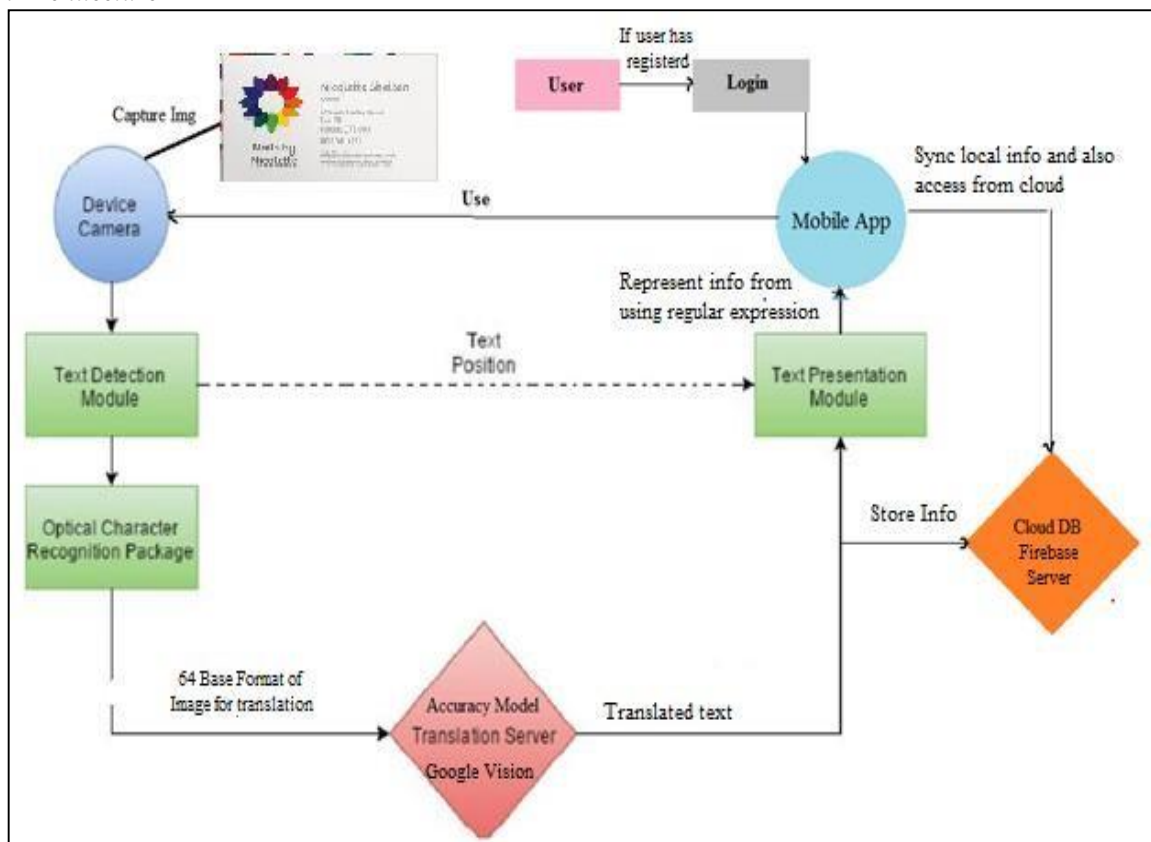 If user has
registerd
User
Login
Capture Img
Sync local info and also
access from cloud
Device
Camera
Use
Mobile App
Represent info from
using regular expression
Text
Position
Text Detection
Module
Text Presentation
Module
Optical Character
Recognition Package
Store Info
Cloud DB
Firebase
Server
64 Base Format of
Image for translation
Accuracy Model
Translation Server
Google Vision
Translated text